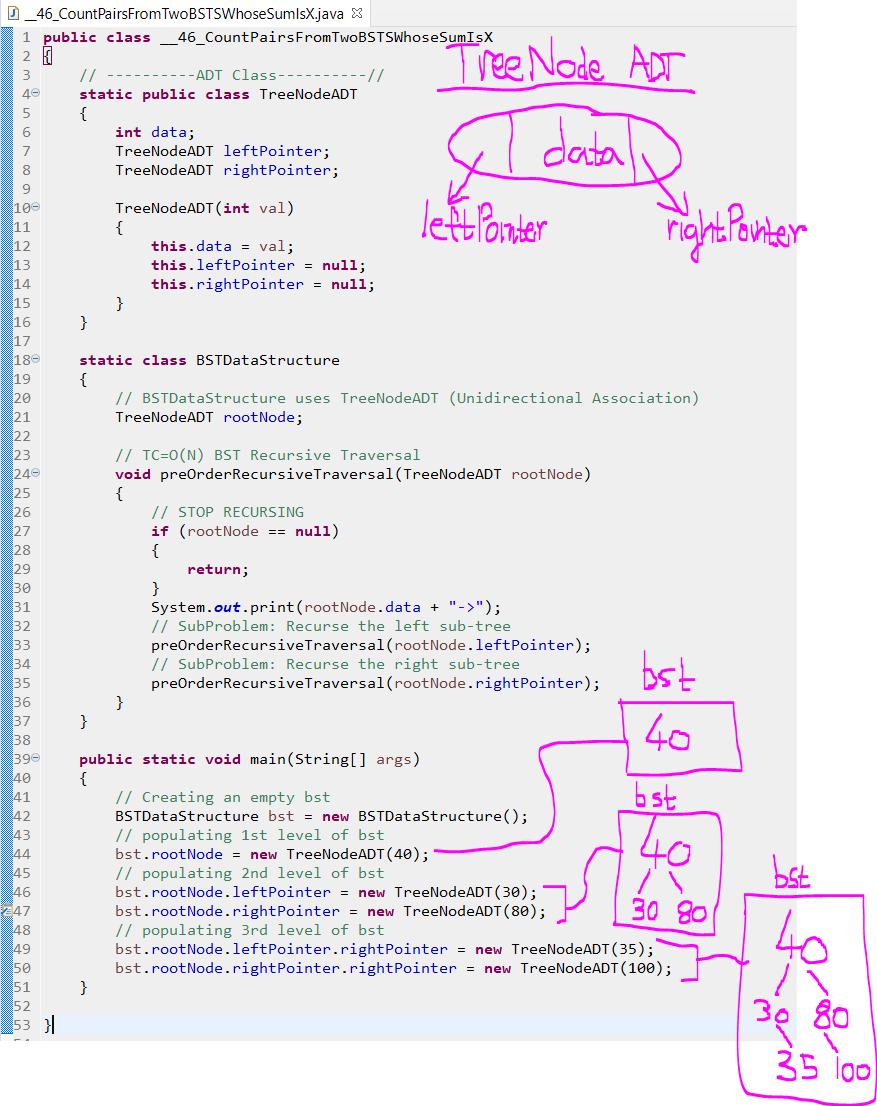 __46_CountPairsFromTwoBSTSWhoseSumIsX.java
1 public class __46_CountPairsFromTwoBSTSWhoseSumIsX
2 {
3 // ----------ADT Class----------//
4 static public class TreeNodeADT
5 {
6 int data;
7 TreeNodeADT leftPointer;
8 TreeNodeADT rightPointer;
9
10 TreeNodeADT(int val)
11 {
12 this.data = val;
13 this.leftPointer = null;
14 this.rightPointer = null;
15 }
16 }
17
18 static class BSTDataStructure
19 {
20 // BSTDataStructure uses TreeNodeADT (Unidirectional Association)
21 TreeNodeADT rootNode;
22
23 // TC=O(N) BST Recursive Traversal
24 void preOrderRecursiveTraversal(TreeNodeADT rootNode)
25 {
26 // STOP RECURSING
27 if (rootNode == null)
28 {
29 return;
30 }
31 System.out.print(rootNode.data + "->");
32 // SubProblem: Recurse the left sub-tree
33 preOrderRecursiveTraversal(rootNode.leftPointer);
34 // SubProblem: Recurse the right sub-tree
35 preOrderRecursiveTraversal(rootNode.rightPointer);
36 }
37 }
38
39 public static void main(String[] args)
40 {
41 // Creating an empty bst
42 BSTDataStructure bst = new BSTDataStructure();
43 // populating 1st level of bst
44 bst.rootNode = new TreeNodeADT(40);
45 // populating 2nd level of bst
46 bst.rootNode.leftPointer = new TreeNodeADT(30);
47 bst.rootNode.rightPointer = new TreeNodeADT(80);
48 // populating 3rd level of bst
49 bst.rootNode.leftPointer.rightPointer = new TreeNodeADT(35);
50 bst.rootNode.rightPointer.rightPointer = new TreeNodeADT(100);
51 }
52
53 }
TreeNode ADT
data
leftPointer
rightPointer
bst
40
bst
40
30 80
bst
40
30 80
35 100